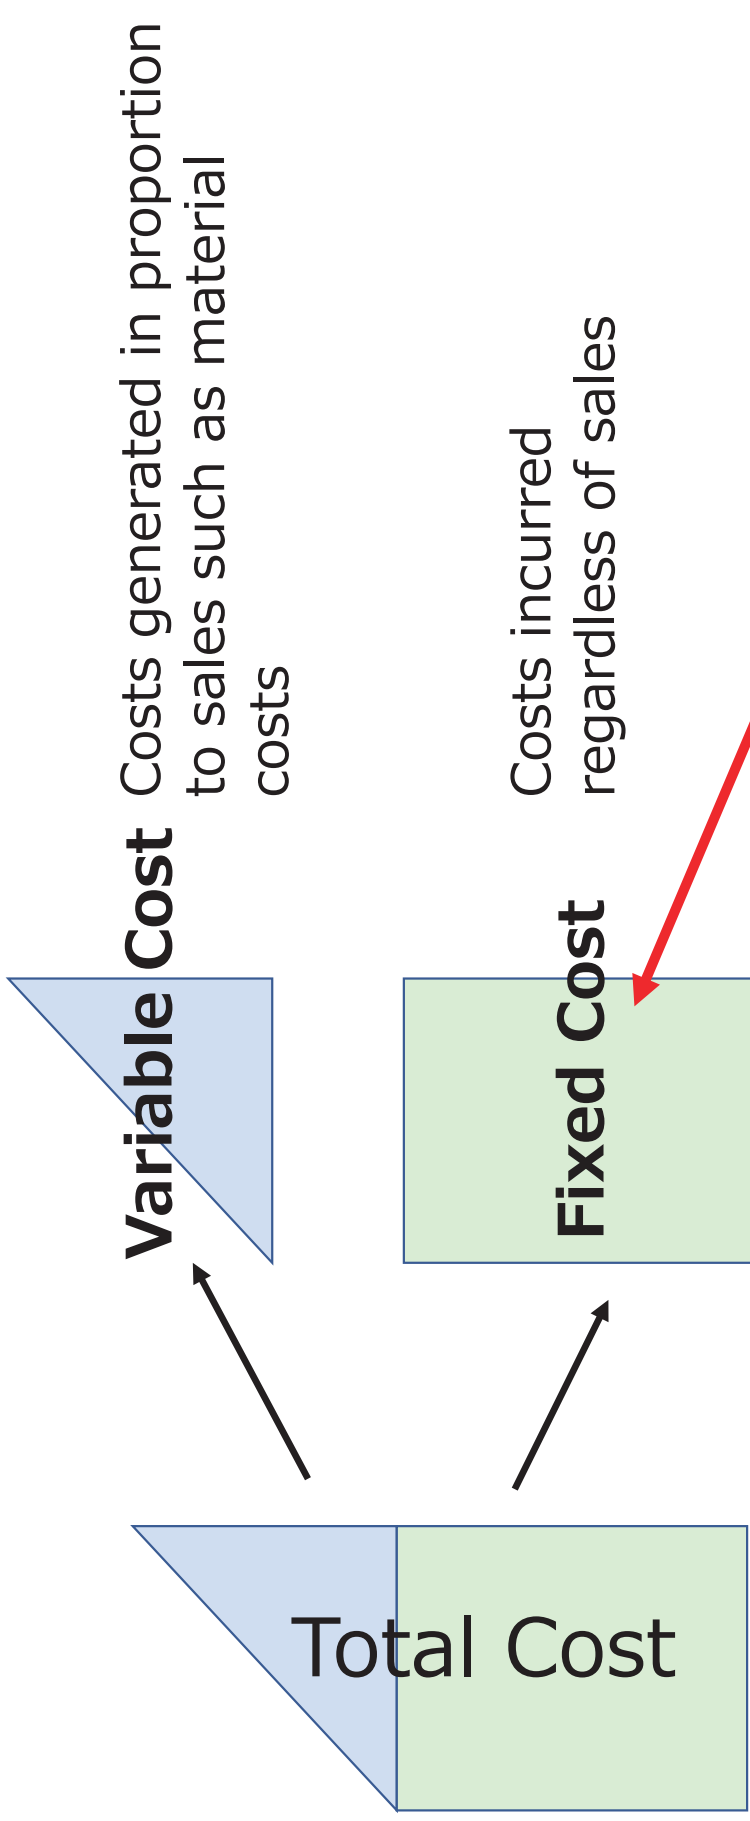 Total Cost
Variable Cost
Costs generated in proportion
to sales such as material
costs
Fixed Cost
Costs incurred
regardless of sales